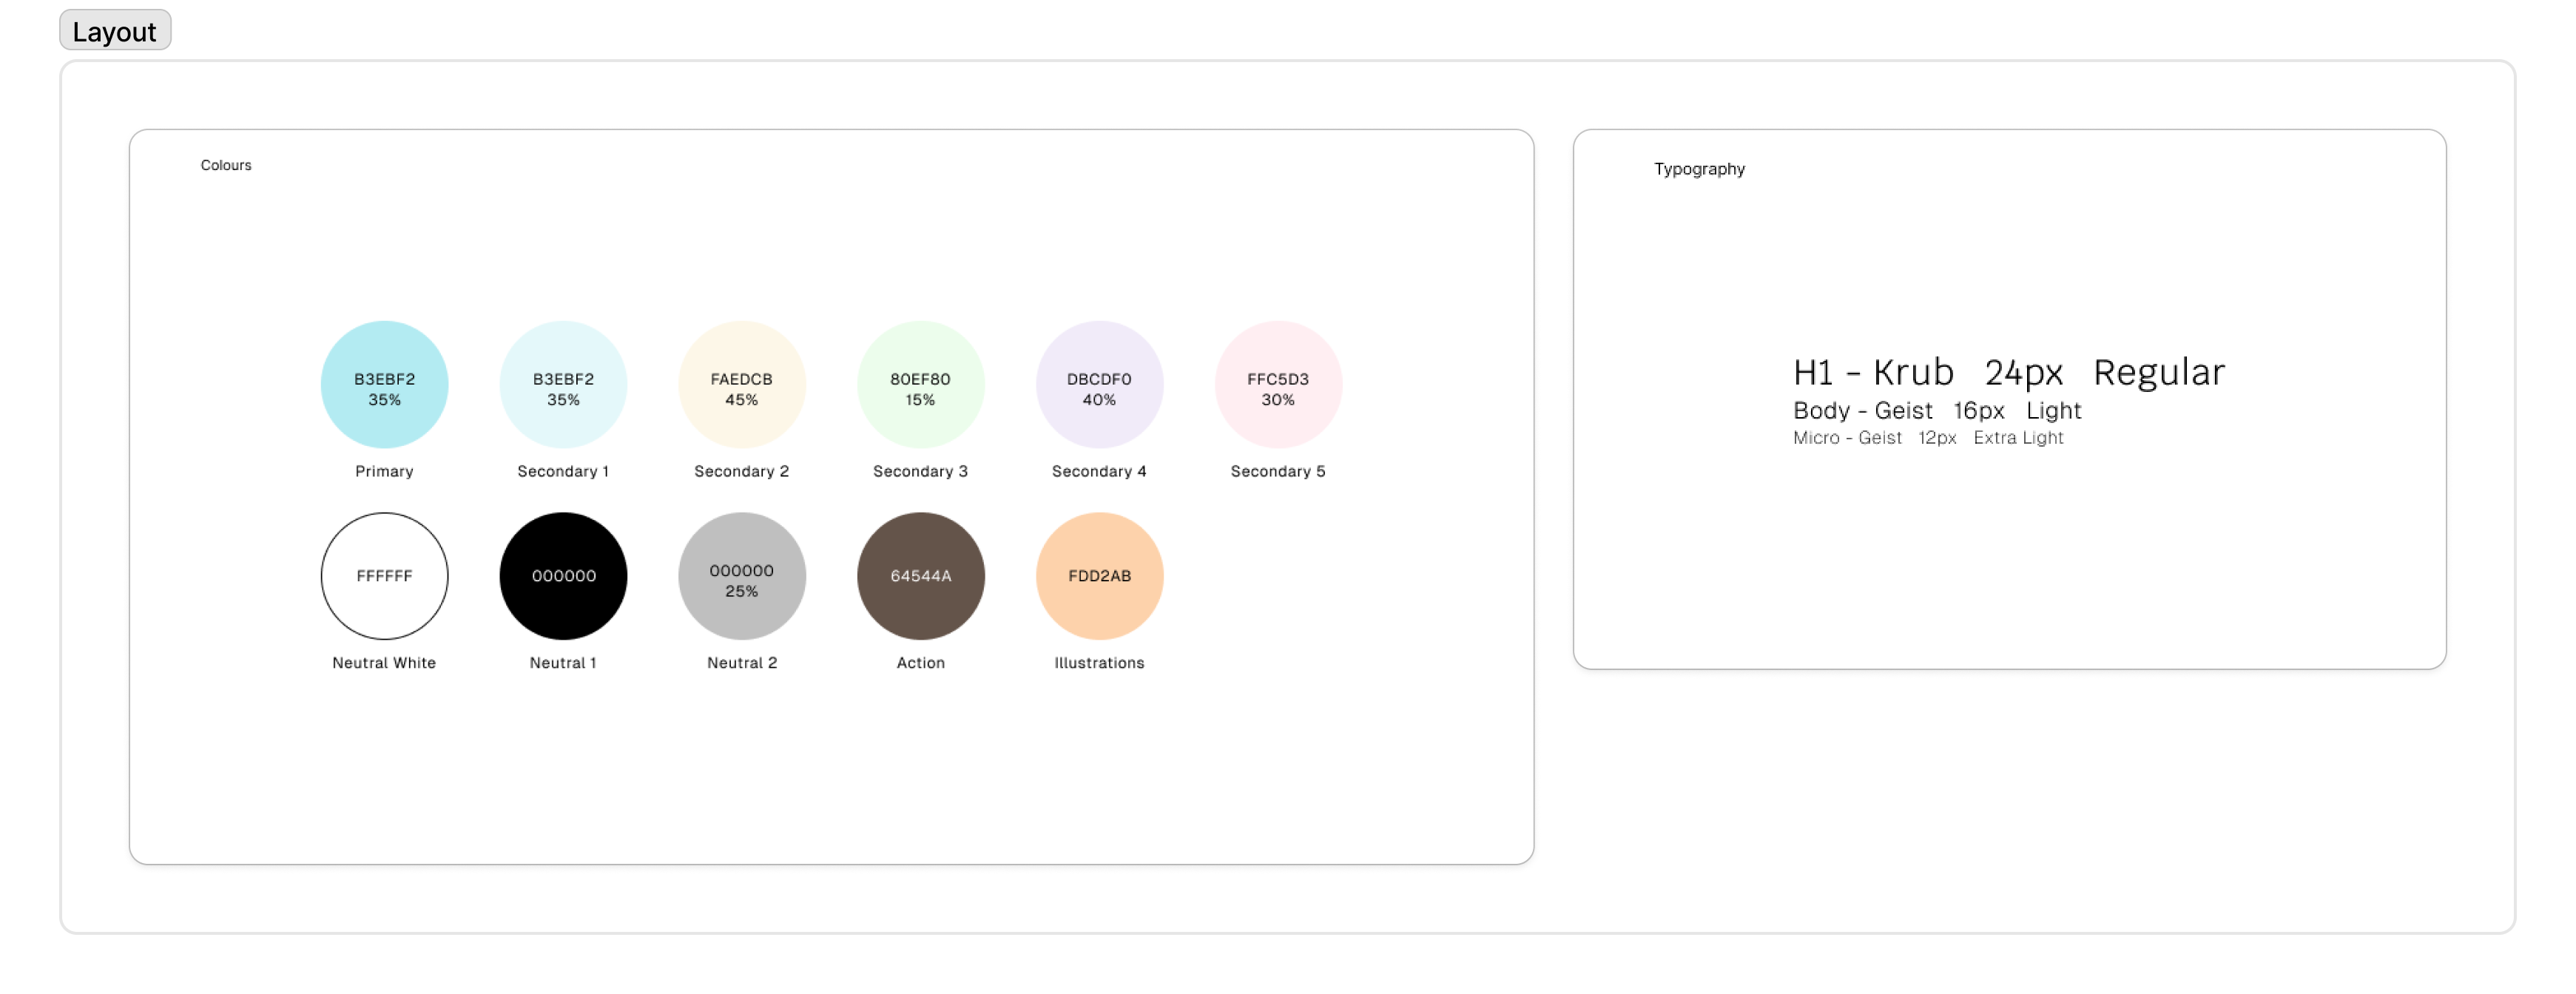 Layout
Colours
B3EBF2
35%
B3EBF2
35%
FAEDCB
45%
80EF80
15%
DBCDF0
40%
FFC5D3
30%
Primary
Secondary 1
Secondary 2
Secondary 3
Secondary 4
Secondary 5
FFFFFF
000000
000000
25%
64544A
FDD2AB
Neutral White
Neutral 1
Neutral 2
Action
Illustrations
Typography
H1 - Krub 24px Regular
Body - Geist 16px Light
Micro - Geist 12px Extra Light